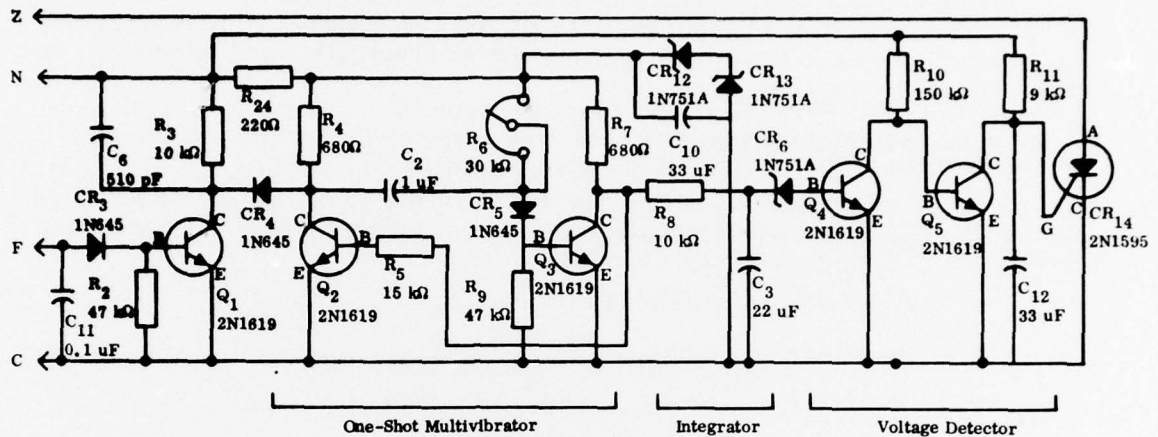 Z
N
F
C
R24
220Ω
C6
510 pF
R3
10 kΩ
R4
680Ω
C2
1 uF
R6
30 kΩ
R7
680Ω
CR12
1N751A
CR13
1N751A
C10
33 uF
CR6
1N751A
R10
150 kΩ
R11
9 kΩ
CR3
1N645
CR4
1N645
CR5
1N645
R8
10 kΩ
A
G
C
CR14
2N1595
R2
47 kΩ
C11
0.1 uF
B
C
E
Q1
2N1619
C
B
E
Q2
2N1619
R5
15 kΩ
R9
47 kΩ
B
C
E
Q3
2N1619
C3
22 uF
B
C
E
Q4
2N1619
B
C
E
Q5
2N1619
C12
33 uF
One-Shot Multivibrator
Integrator
Voltage Detector